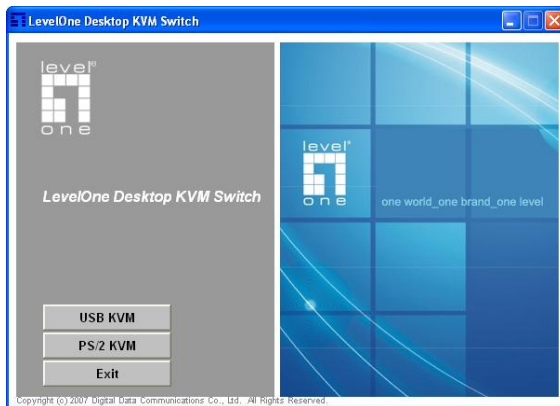 LevelOne Desktop KVM Switch
level®
one
LevelOne Desktop KVM Switch
USB KVM
PS/2 KVM
Exit
level®
one
one world_one brand_one level
Copyright (c) 2007 Digital Data Communications Co., Ltd. All Rights Reserved.